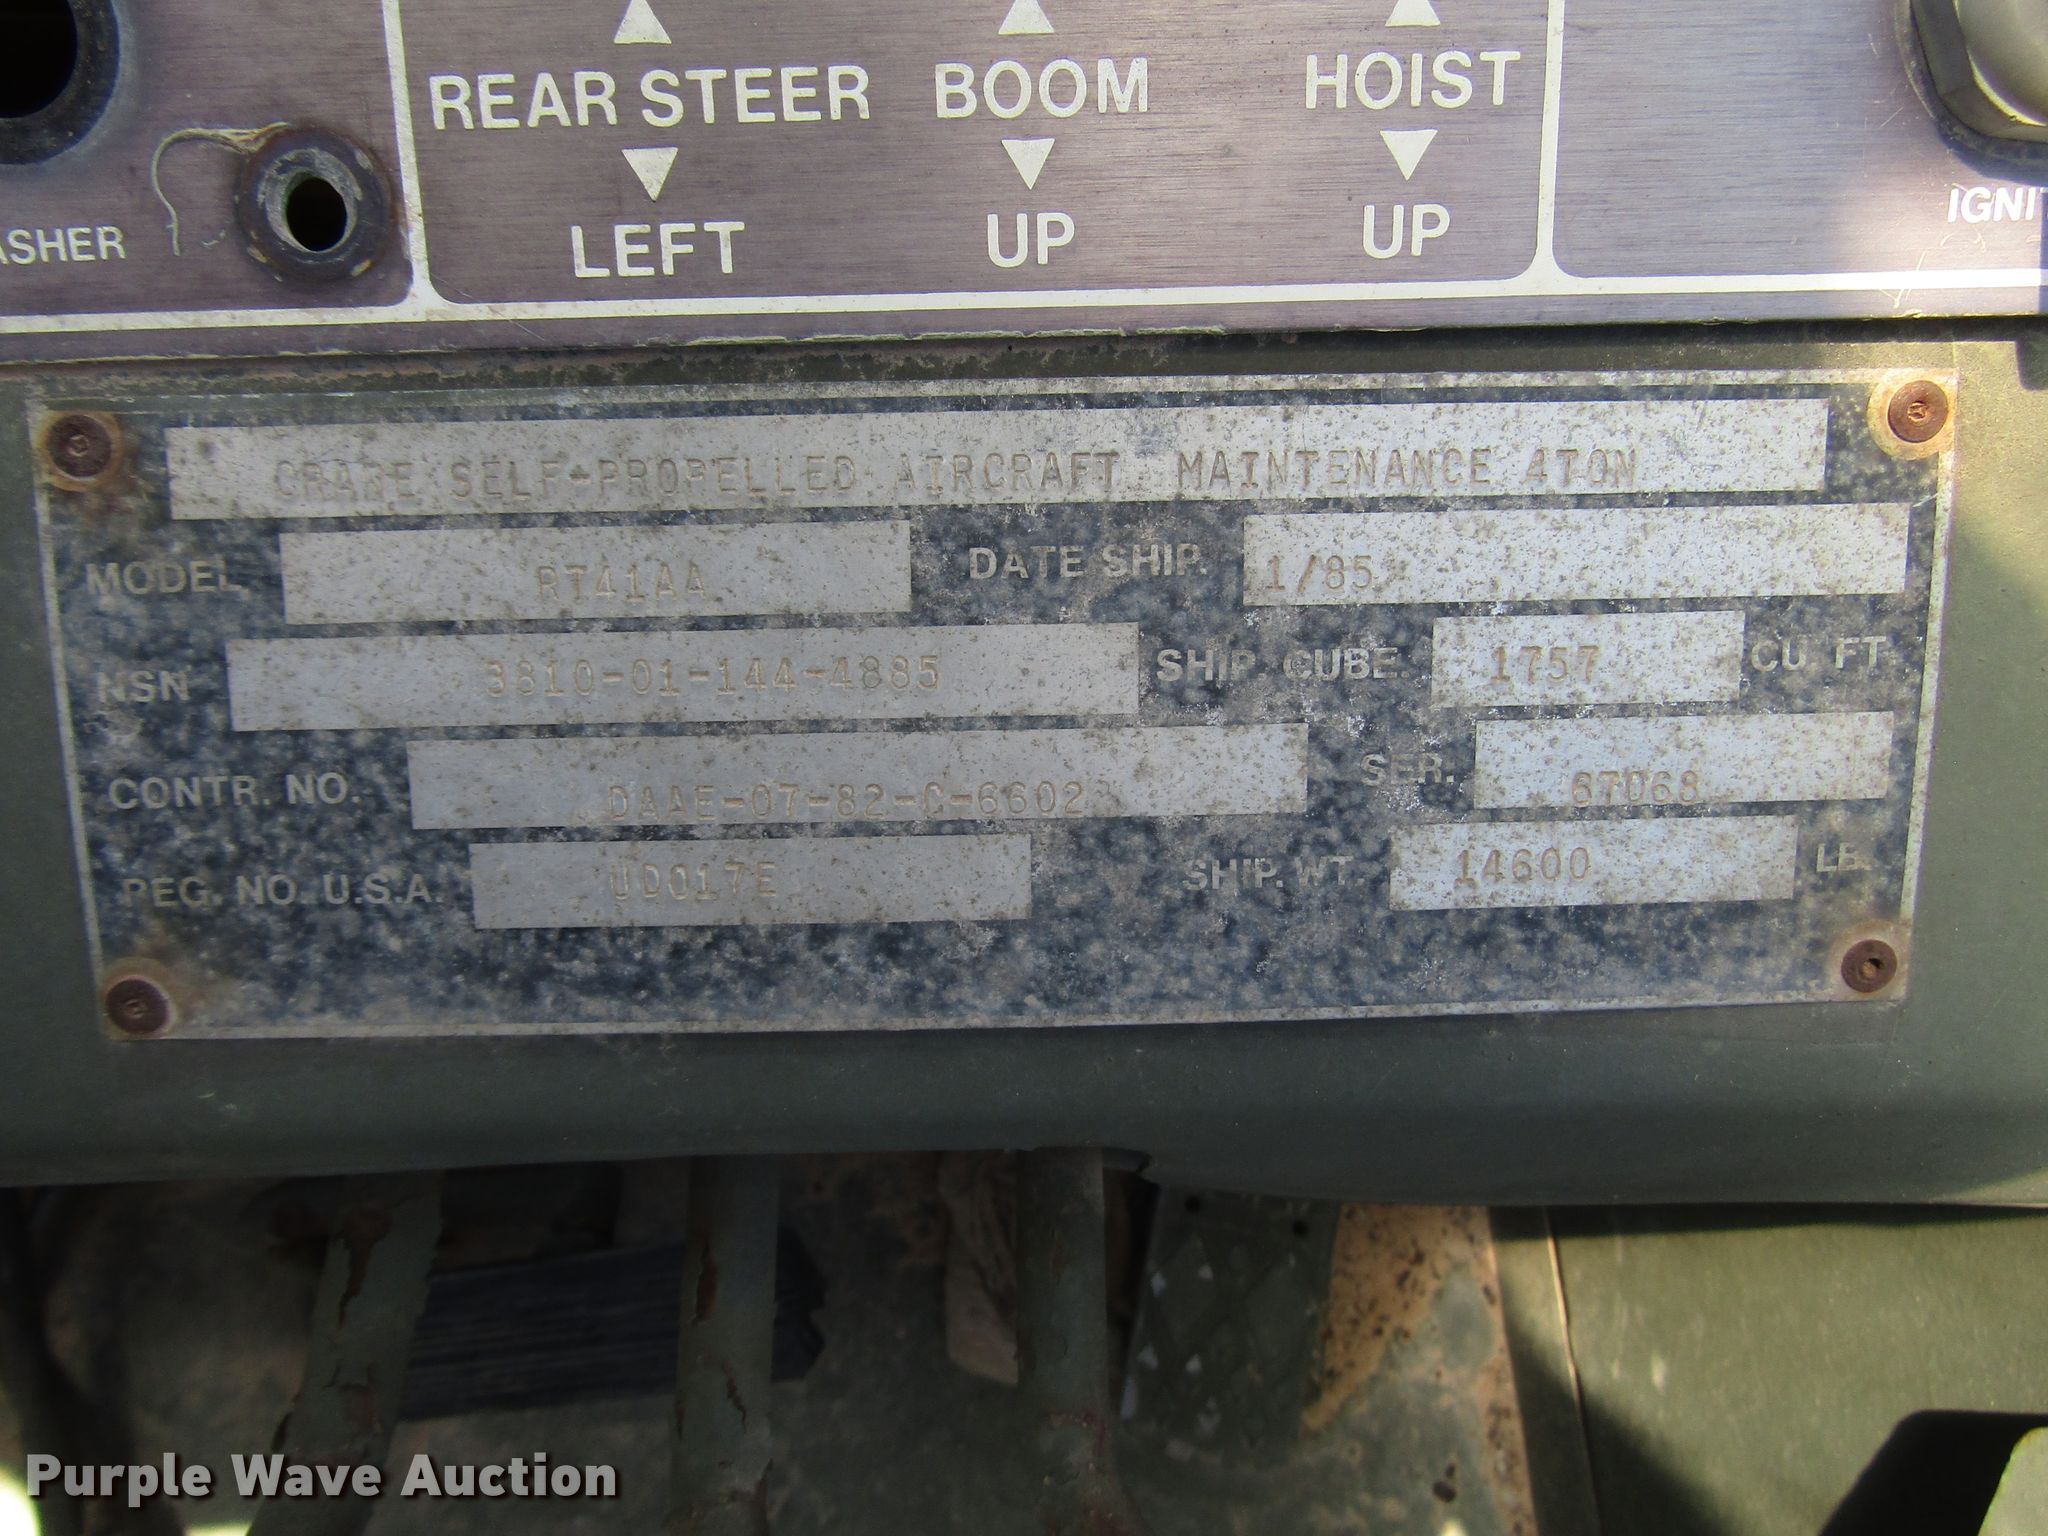 REAR STEER BOOM HOIST
LEFT UP UP
ASHER IGNIT
CRANE SELF-PROPELLED AIRCRAFT MAINTENANCE 4TON
MODEL RT41AA DATE SHIP. 1/85
NSN 3810-01-144-4885 SHIP. CUBE. 1757 CU. FT.
CONTR. NO. DAAE-07-82-C-6602 SER. 67068
REG. NO. U.S.A. UD017E SHIP. WT. 14600 LB.
Purple Wave Auction